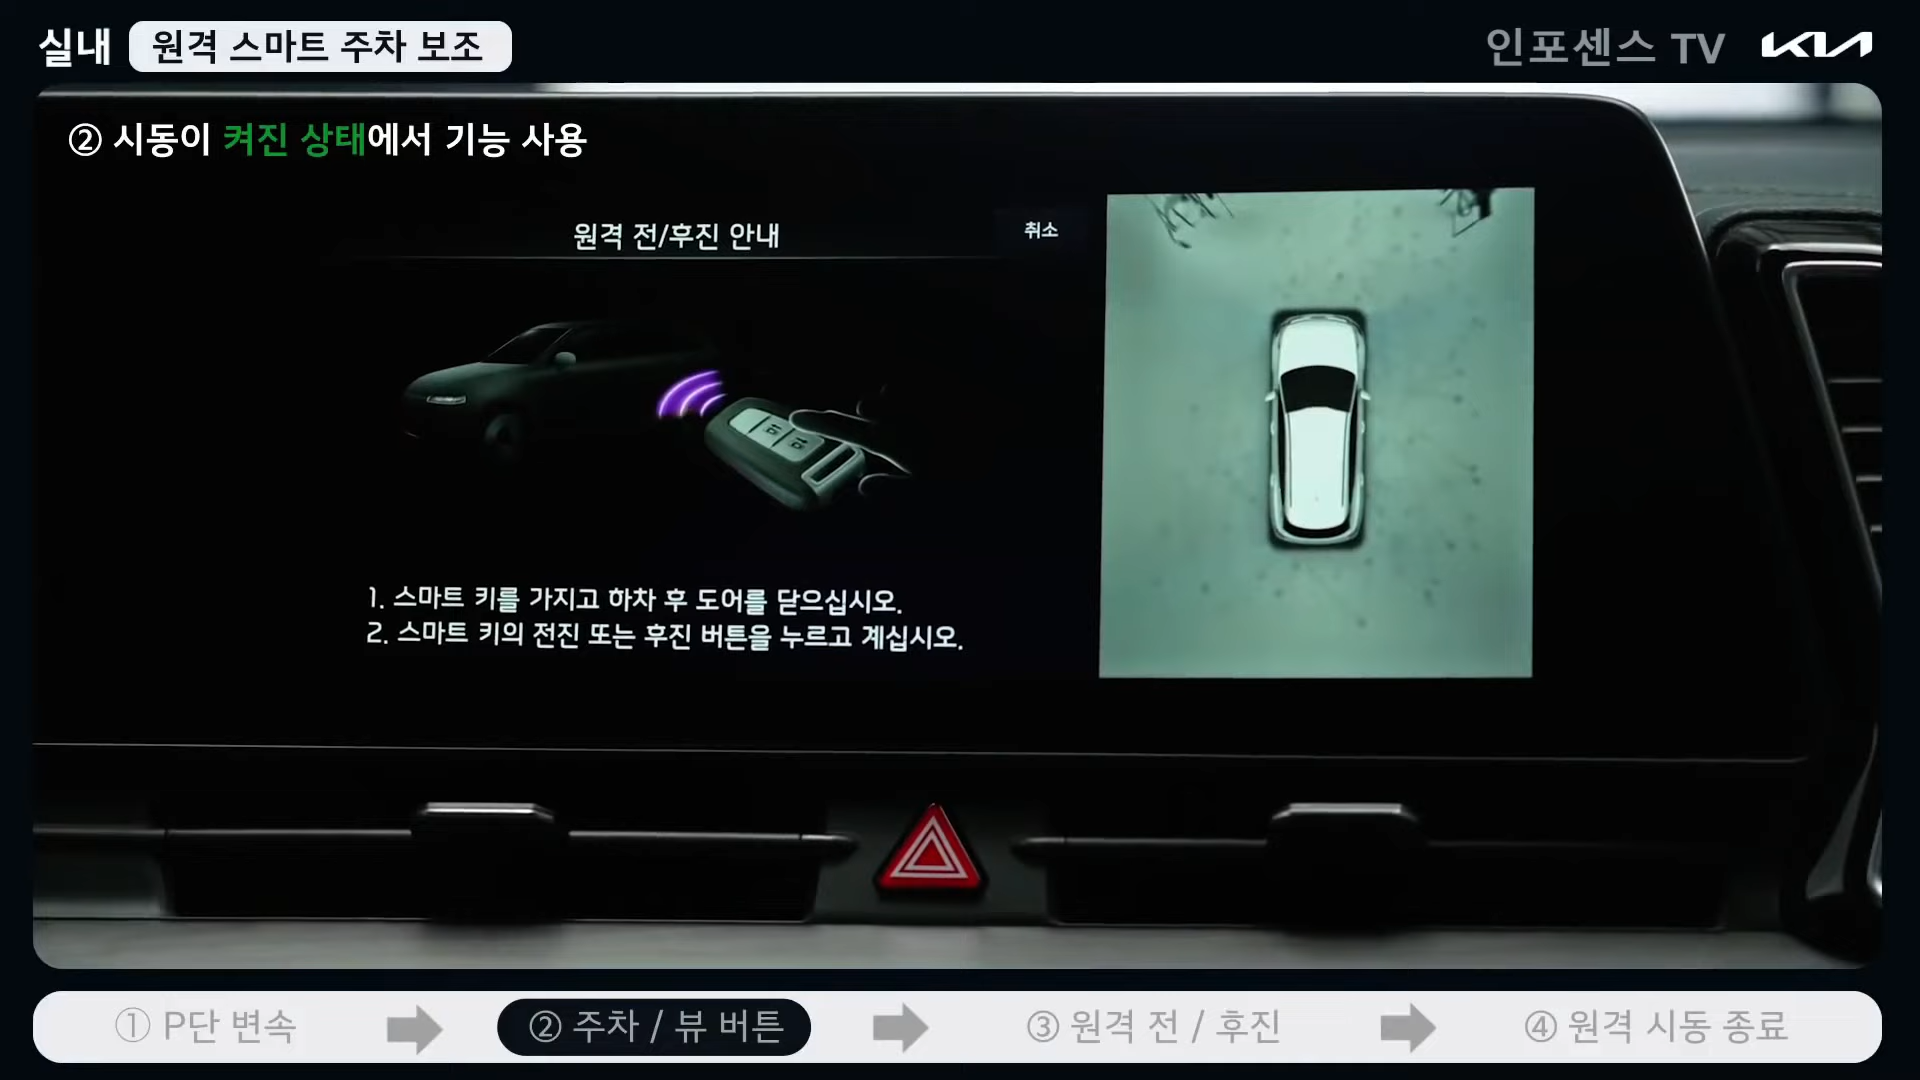 실내 원격 스마트 주차 보조
인포센스 TV KIA
② 시동이 켜진 상태에서 기능 사용
원격 전/후진 안내
취소
1. 스마트 키를 가지고 하차 후 도어를 닫으십시오.
2. 스마트 키의 전진 또는 후진 버튼을 누르고 계십시오.
① P단 변속
② 주차 / 뷰 버튼
③ 원격 전 / 후진
④ 원격 시동 종료